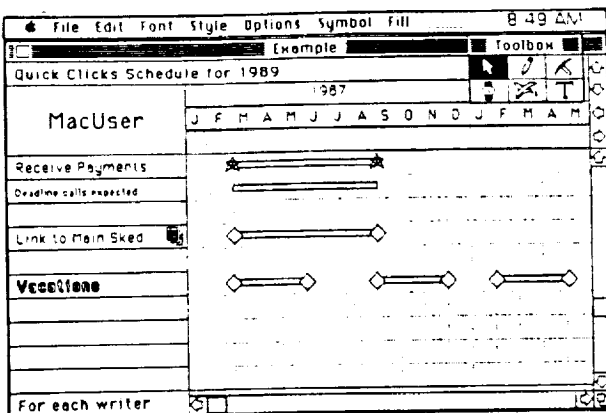 File Edit Font Style Options Symbol Fill 8 49 AM
Example Toolbox
Quick Clicks Schedule for 1989
1987
MacUser
J F M A M J J A S O N D J F M A M
Receive Payments
Deadline calls expected
Link to Main Sked
Vacations
For each writer
T